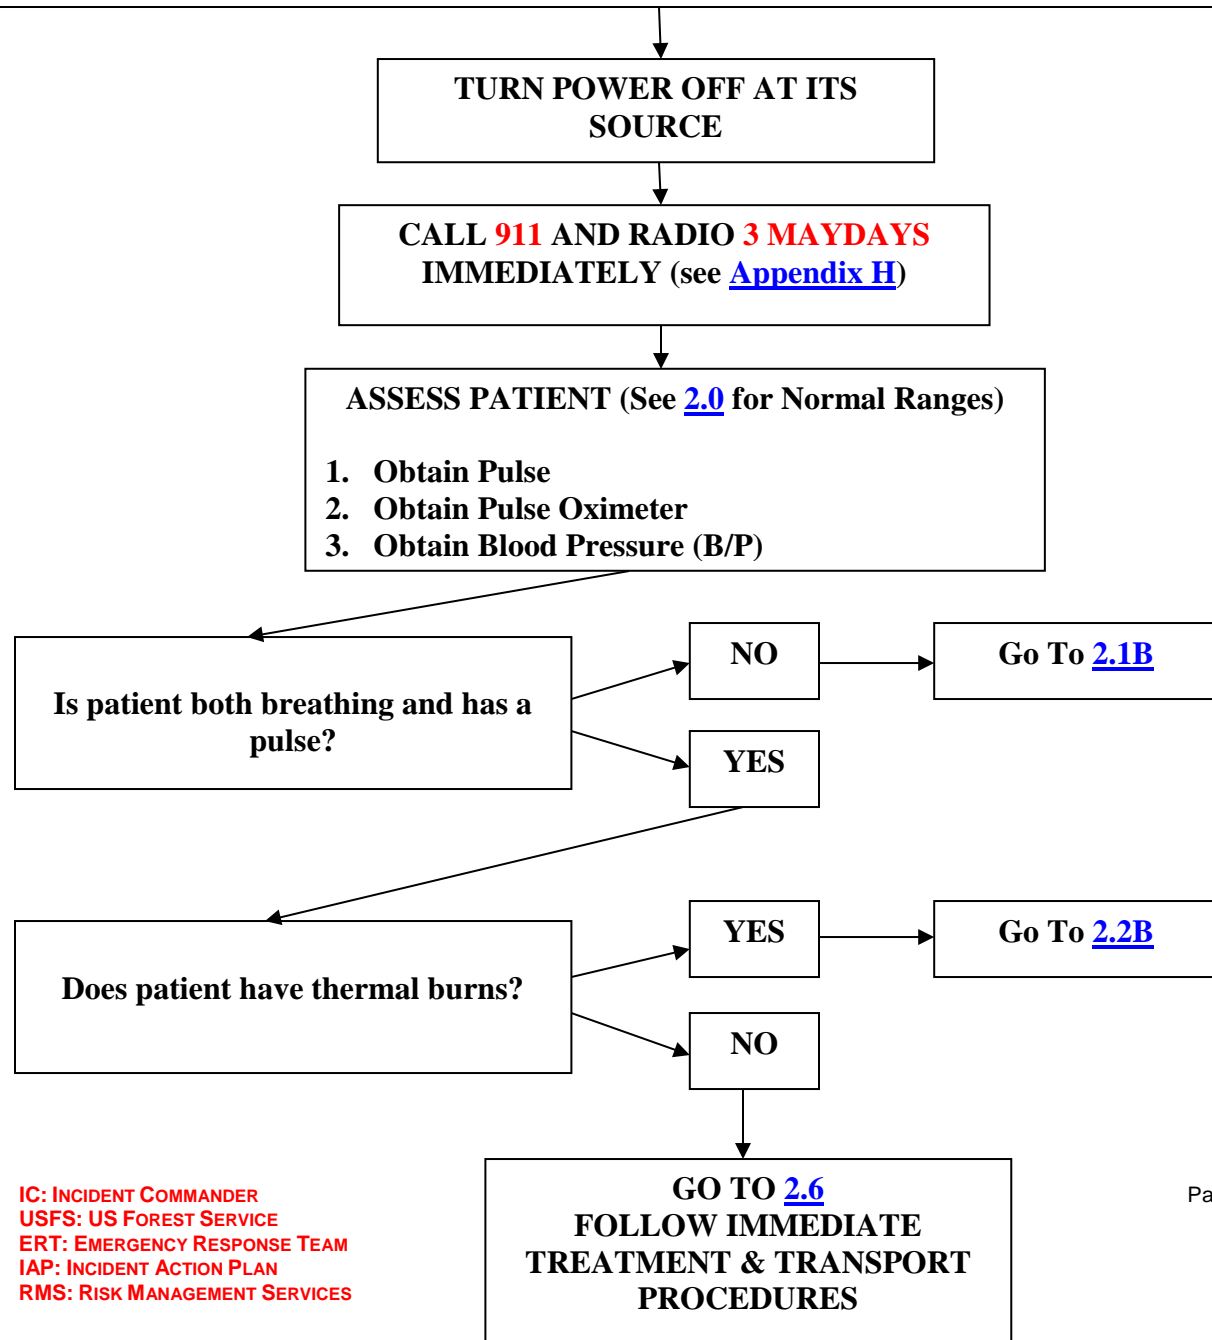 TURN POWER OFF AT ITS
SOURCE
CALL 911 AND RADIO 3 MAYDAYS
IMMEDIATELY (see Appendix H)
ASSESS PATIENT (See 2.0 for Normal Ranges)
1. Obtain Pulse
2. Obtain Pulse Oximeter
3. Obtain Blood Pressure (B/P)
Is patient both breathing and has a
pulse?
NO
Go To 2.1B
YES
Does patient have thermal burns?
YES
Go To 2.2B
NO
GO TO 2.6
FOLLOW IMMEDIATE
TREATMENT & TRANSPORT
PROCEDURES
IC: INCIDENT COMMANDER
USFS: US FOREST SERVICE
ERT: EMERGENCY RESPONSE TEAM
IAP: INCIDENT ACTION PLAN
RMS: RISK MANAGEMENT SERVICES
Pa